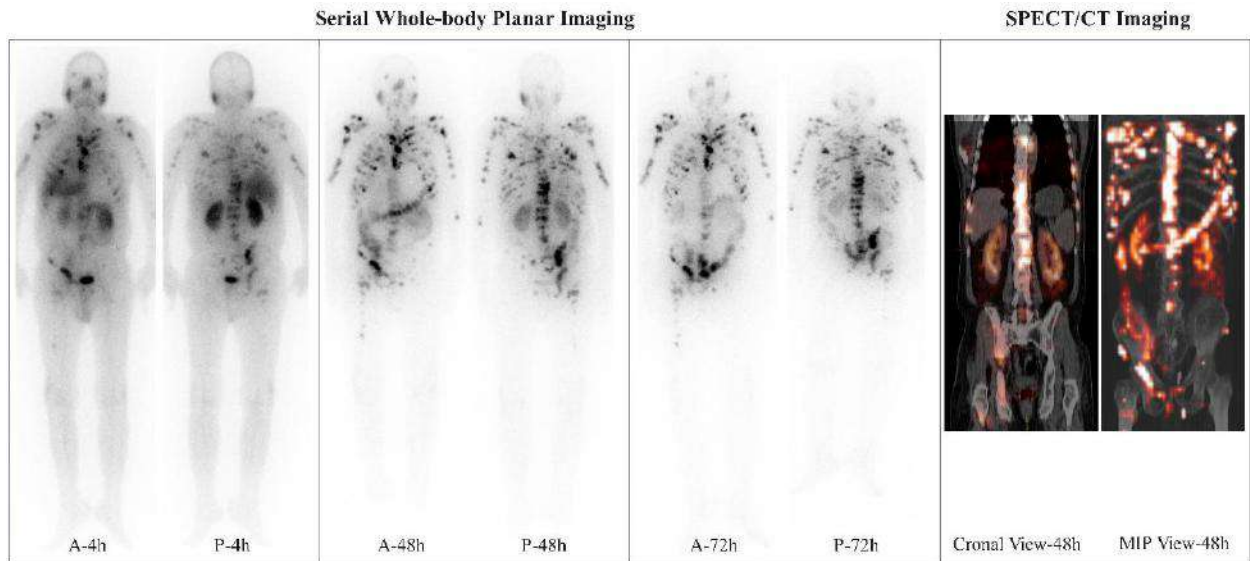 Serial Whole-body Planar Imaging
SPECT/CT Imaging
A-4h
P-4h
A-48h
P-48h
A-72h
P-72h
Cronal View-48h
MIP View-48h